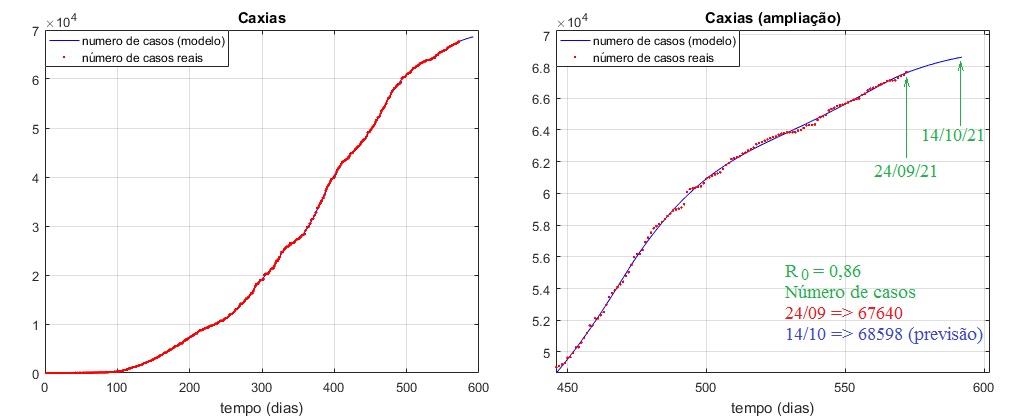 Caxias
×10^4
numero de casos (modelo)
número de casos reais
7
6
5
4
3
2
1
0
0 100 200 300 400 500 600
tempo (dias)
Caxias (ampliação)
×10^4
numero de casos (modelo)
número de casos reais
7
6.8
6.6
6.4
6.2
6
5.8
5.6
5.4
5.2
5
14/10/21
24/09/21
R 0 = 0,86
Número de casos
24/09 => 67640
14/10 => 68598 (previsão)
450 500 550 600
tempo (dias)